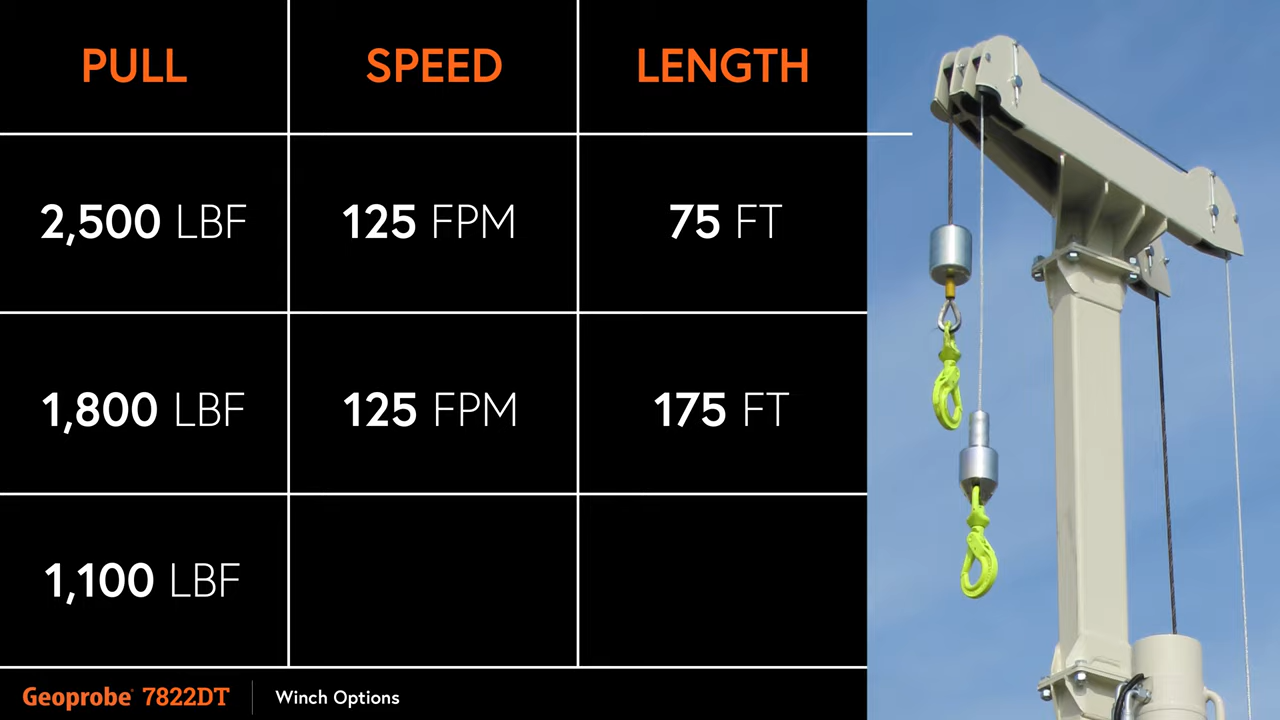 PULL SPEED LENGTH
2,500 LBF 125 FPM 75 FT
1,800 LBF 125 FPM 175 FT
1,100 LBF
Geoprobe® 7822DT Winch Options